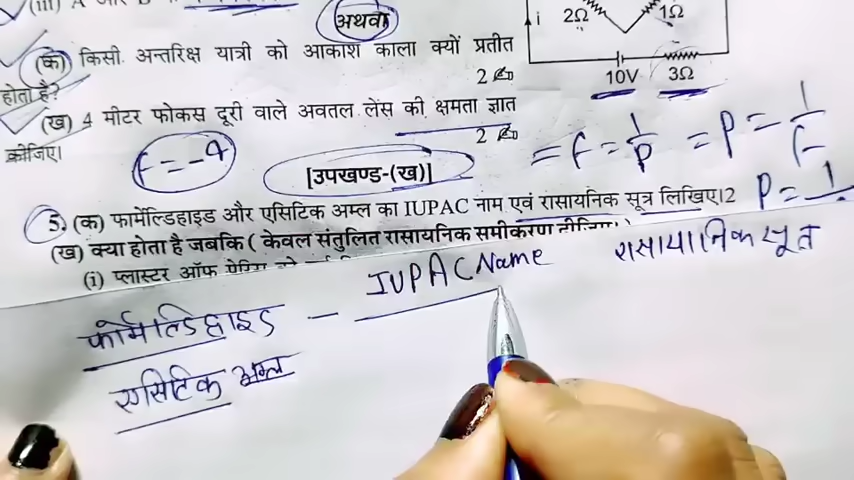 (iii) A और B
अथवा
(क) किसी अन्तरिक्ष यात्री को आकाश काला क्यों प्रतीत
होता है?
2
(ख) 4 मीटर फोकस दूरी वाले अवतल लेंस की क्षमता ज्ञात
कीजिए।
2
i 2Ω 1Ω
10V 3Ω
f = -4
= f = 1/P = P = 1/f
P = 1
[उपखण्ड-(ख)]
5. (क) फार्मेल्डिहाइड और एसिटिक अम्ल का IUPAC नाम एवं रासायनिक सूत्र लिखिए।2
(ख) क्या होता है जबकि ( केवल संतुलित रासायनिक समीकरण दीजिए।)
(i) प्लास्टर ऑफ पेरिस
IUPAC Name रासायानिक सूत्र
फोर्मेल्डिहाइड –
एसिटिक अम्ल